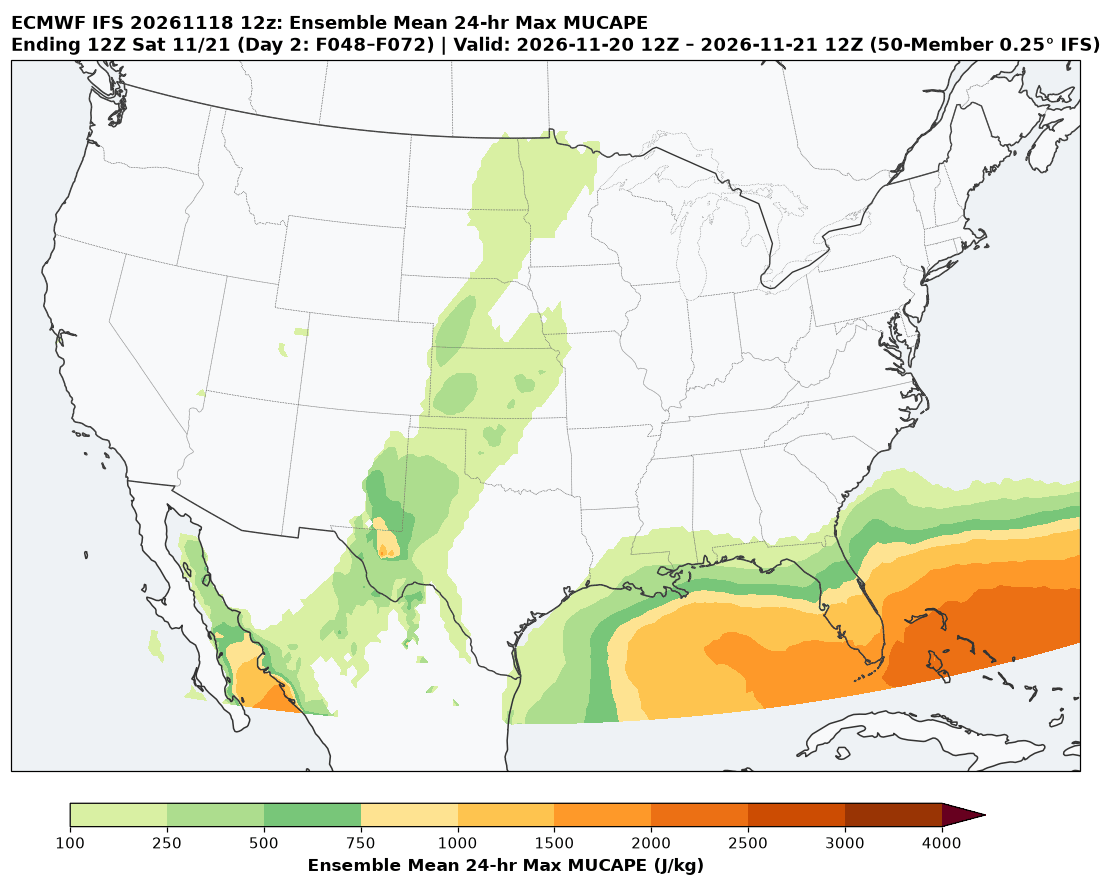 ECMWF IFS 20261118 12z: Ensemble Mean 24-hr Max MUCAPE
Ending 12Z Sat 11/21 (Day 2: F048–F072) | Valid: 2026-11-20 12Z – 2026-11-21 12Z (50-Member 0.25° IFS)
100 250 500 750 1000 1500 2000 2500 3000 4000
Ensemble Mean 24-hr Max MUCAPE (J/kg)